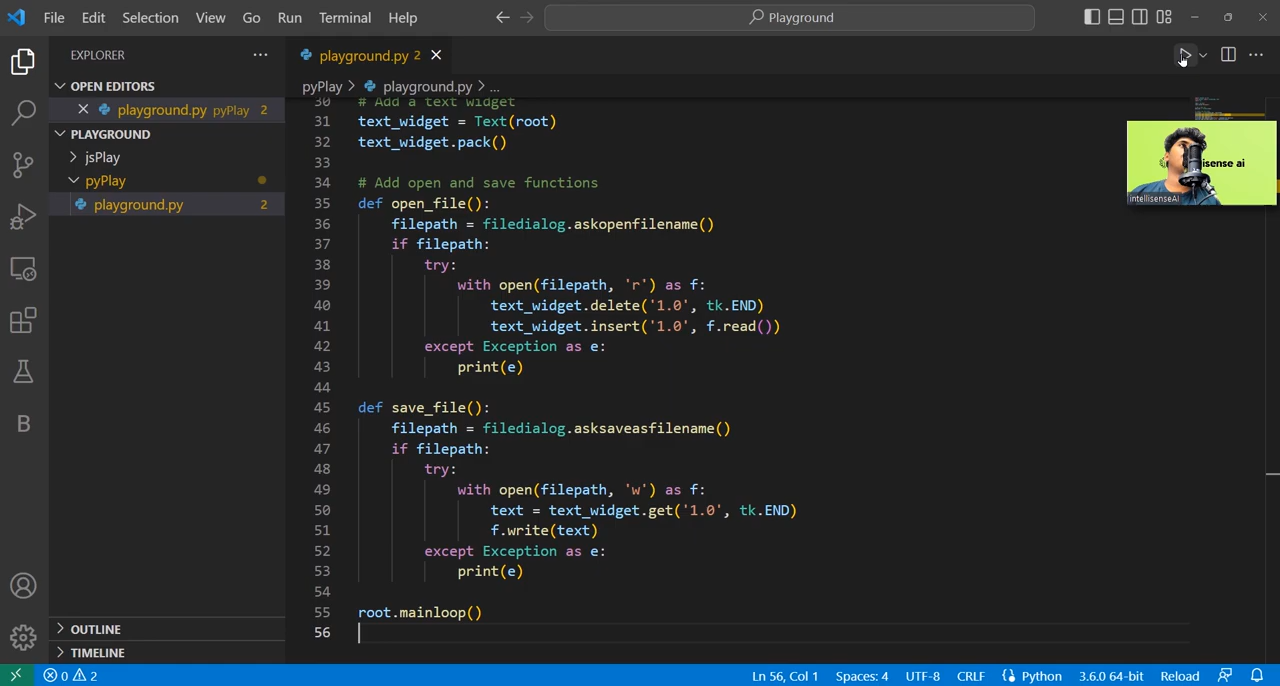 File Edit Selection View Go Run Terminal Help Playground
EXPLORER
OPEN EDITORS
playground.py pyPlay 2
PLAYGROUND
jsPlay
pyPlay
playground.py 2
OUTLINE
TIMELINE
playground.py 2
pyPlay > playground.py > ...
30 # Add a text widget
31 text_widget = Text(root)
32 text_widget.pack()
33
34 # Add open and save functions
35 def open_file():
36 filepath = filedialog.askopenfilename()
37 if filepath:
38 try:
39 with open(filepath, 'r') as f:
40 text_widget.delete('1.0', tk.END)
41 text_widget.insert('1.0', f.read())
42 except Exception as e:
43 print(e)
44
45 def save_file():
46 filepath = filedialog.asksaveasfilename()
47 if filepath:
48 try:
49 with open(filepath, 'w') as f:
50 text = text_widget.get('1.0', tk.END)
51 f.write(text)
52 except Exception as e:
53 print(e)
54
55 root.mainloop()
56
isense ai
intellisenseAI
0 2 Ln 56, Col 1 Spaces: 4 UTF-8 CRLF Python 3.6.0 64-bit Reload